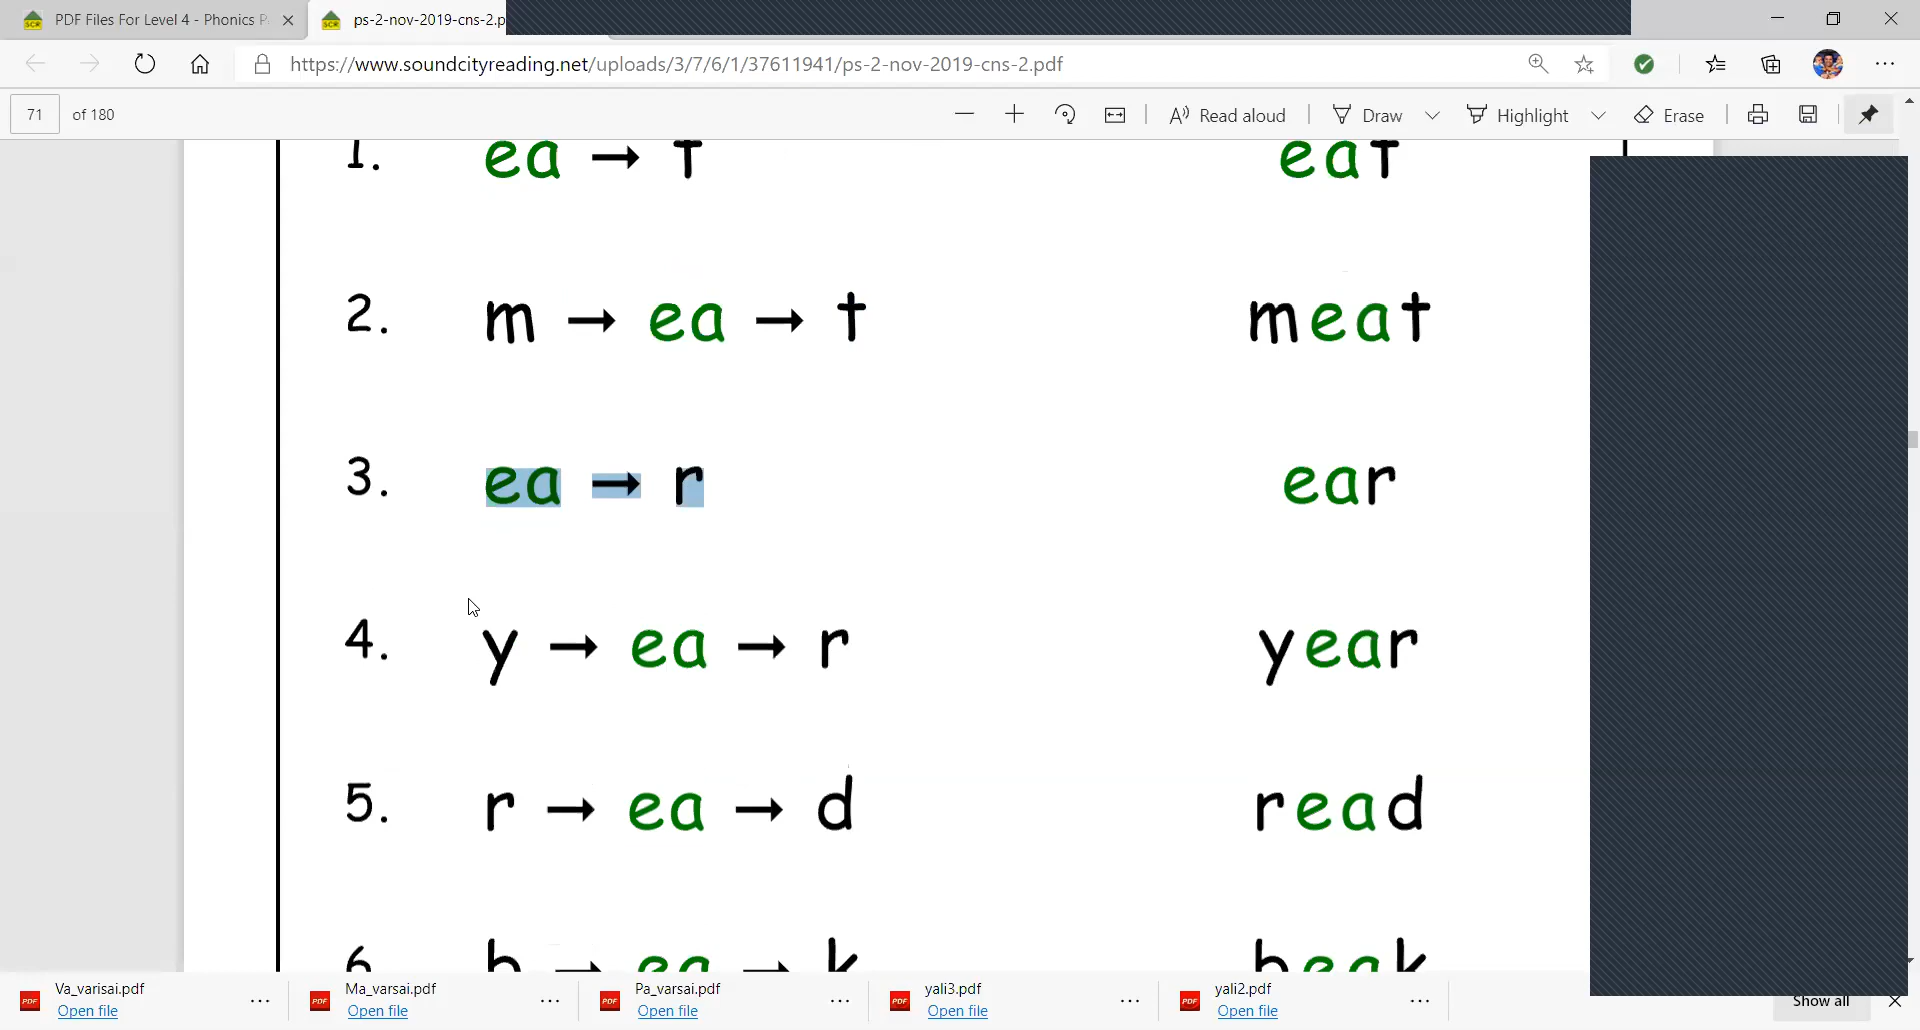 PDF Files For Level 4 - Phonics P
ps-2-nov-2019-cns-2.p
https://www.soundcityreading.net/uploads/3/7/6/1/37611941/ps-2-nov-2019-cns-2.pdf
71 of 180
Read aloud
Draw
Highlight
Erase
1. ea → t eat
2. m → ea → t meat
3. ea → r ear
4. y → ea → r year
5. r → ea → d read
6 b → ea → k beak
Va_varisai.pdf
Open file
Ma_varsai.pdf
Open file
Pa_varsai.pdf
Open file
yali3.pdf
Open file
yali2.pdf
Open file
Show all